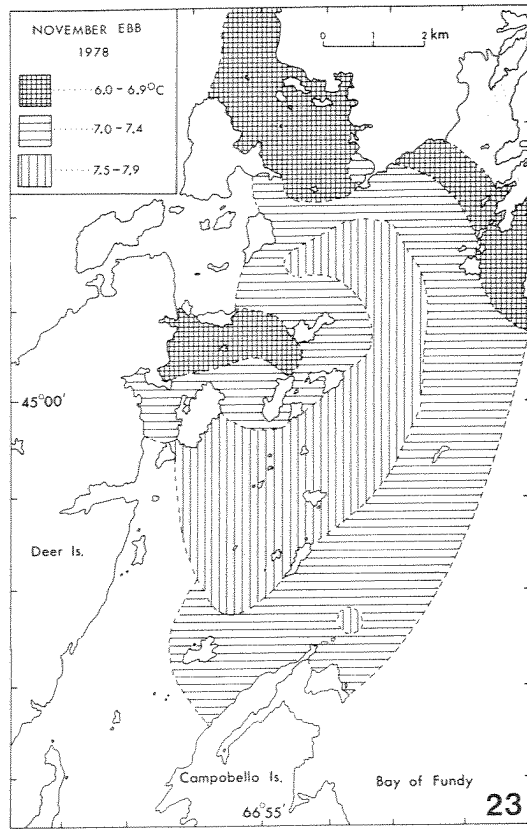 NOVEMBER EBB
1978
6.0-6.9°C
7.0-7.4
7.5-7.9
0 1 2 km
45°00'
Deer Is.
Campobello Is.
Bay of Fundy
66°55'
23